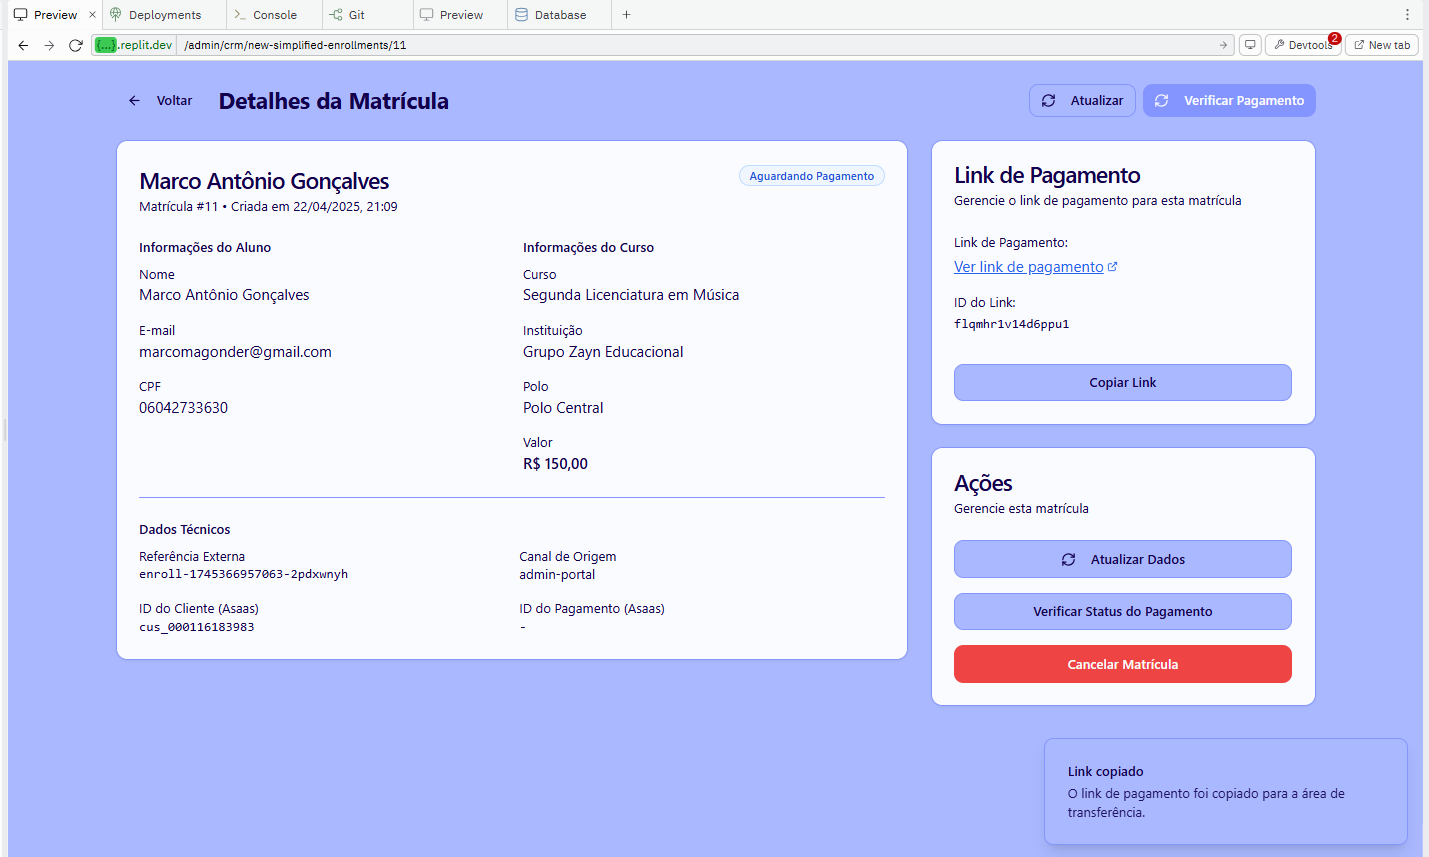 Preview
Deployments
Console
Git
Preview
Database
{...}.replit.dev
/admin/crm/new-simplified-enrollments/11
Devtools
2
New tab
Voltar
Detalhes da Matrícula
Atualizar
Verificar Pagamento
Marco Antônio Gonçalves
Aguardando Pagamento
Matrícula #11 • Criada em 22/04/2025, 21:09
Informações do Aluno
Nome
Marco Antônio Gonçalves
E-mail
marcomagonder@gmail.com
CPF
06042733630
Informações do Curso
Curso
Segunda Licenciatura em Música
Instituição
Grupo Zayn Educacional
Polo
Polo Central
Valor
R$ 150,00
Dados Técnicos
Referência Externa
enroll-1745366957063-2pdxwnyh
Canal de Origem
admin-portal
ID do Cliente (Asaas)
cus_000116183983
ID do Pagamento (Asaas)
-
Link de Pagamento
Gerencie o link de pagamento para esta matrícula
Link de Pagamento:
Ver link de pagamento
ID do Link:
flqmhr1v14d6ppu1
Copiar Link
Ações
Gerencie esta matrícula
Atualizar Dados
Verificar Status do Pagamento
Cancelar Matrícula
Link copiado
O link de pagamento foi copiado para a área de
transferência.